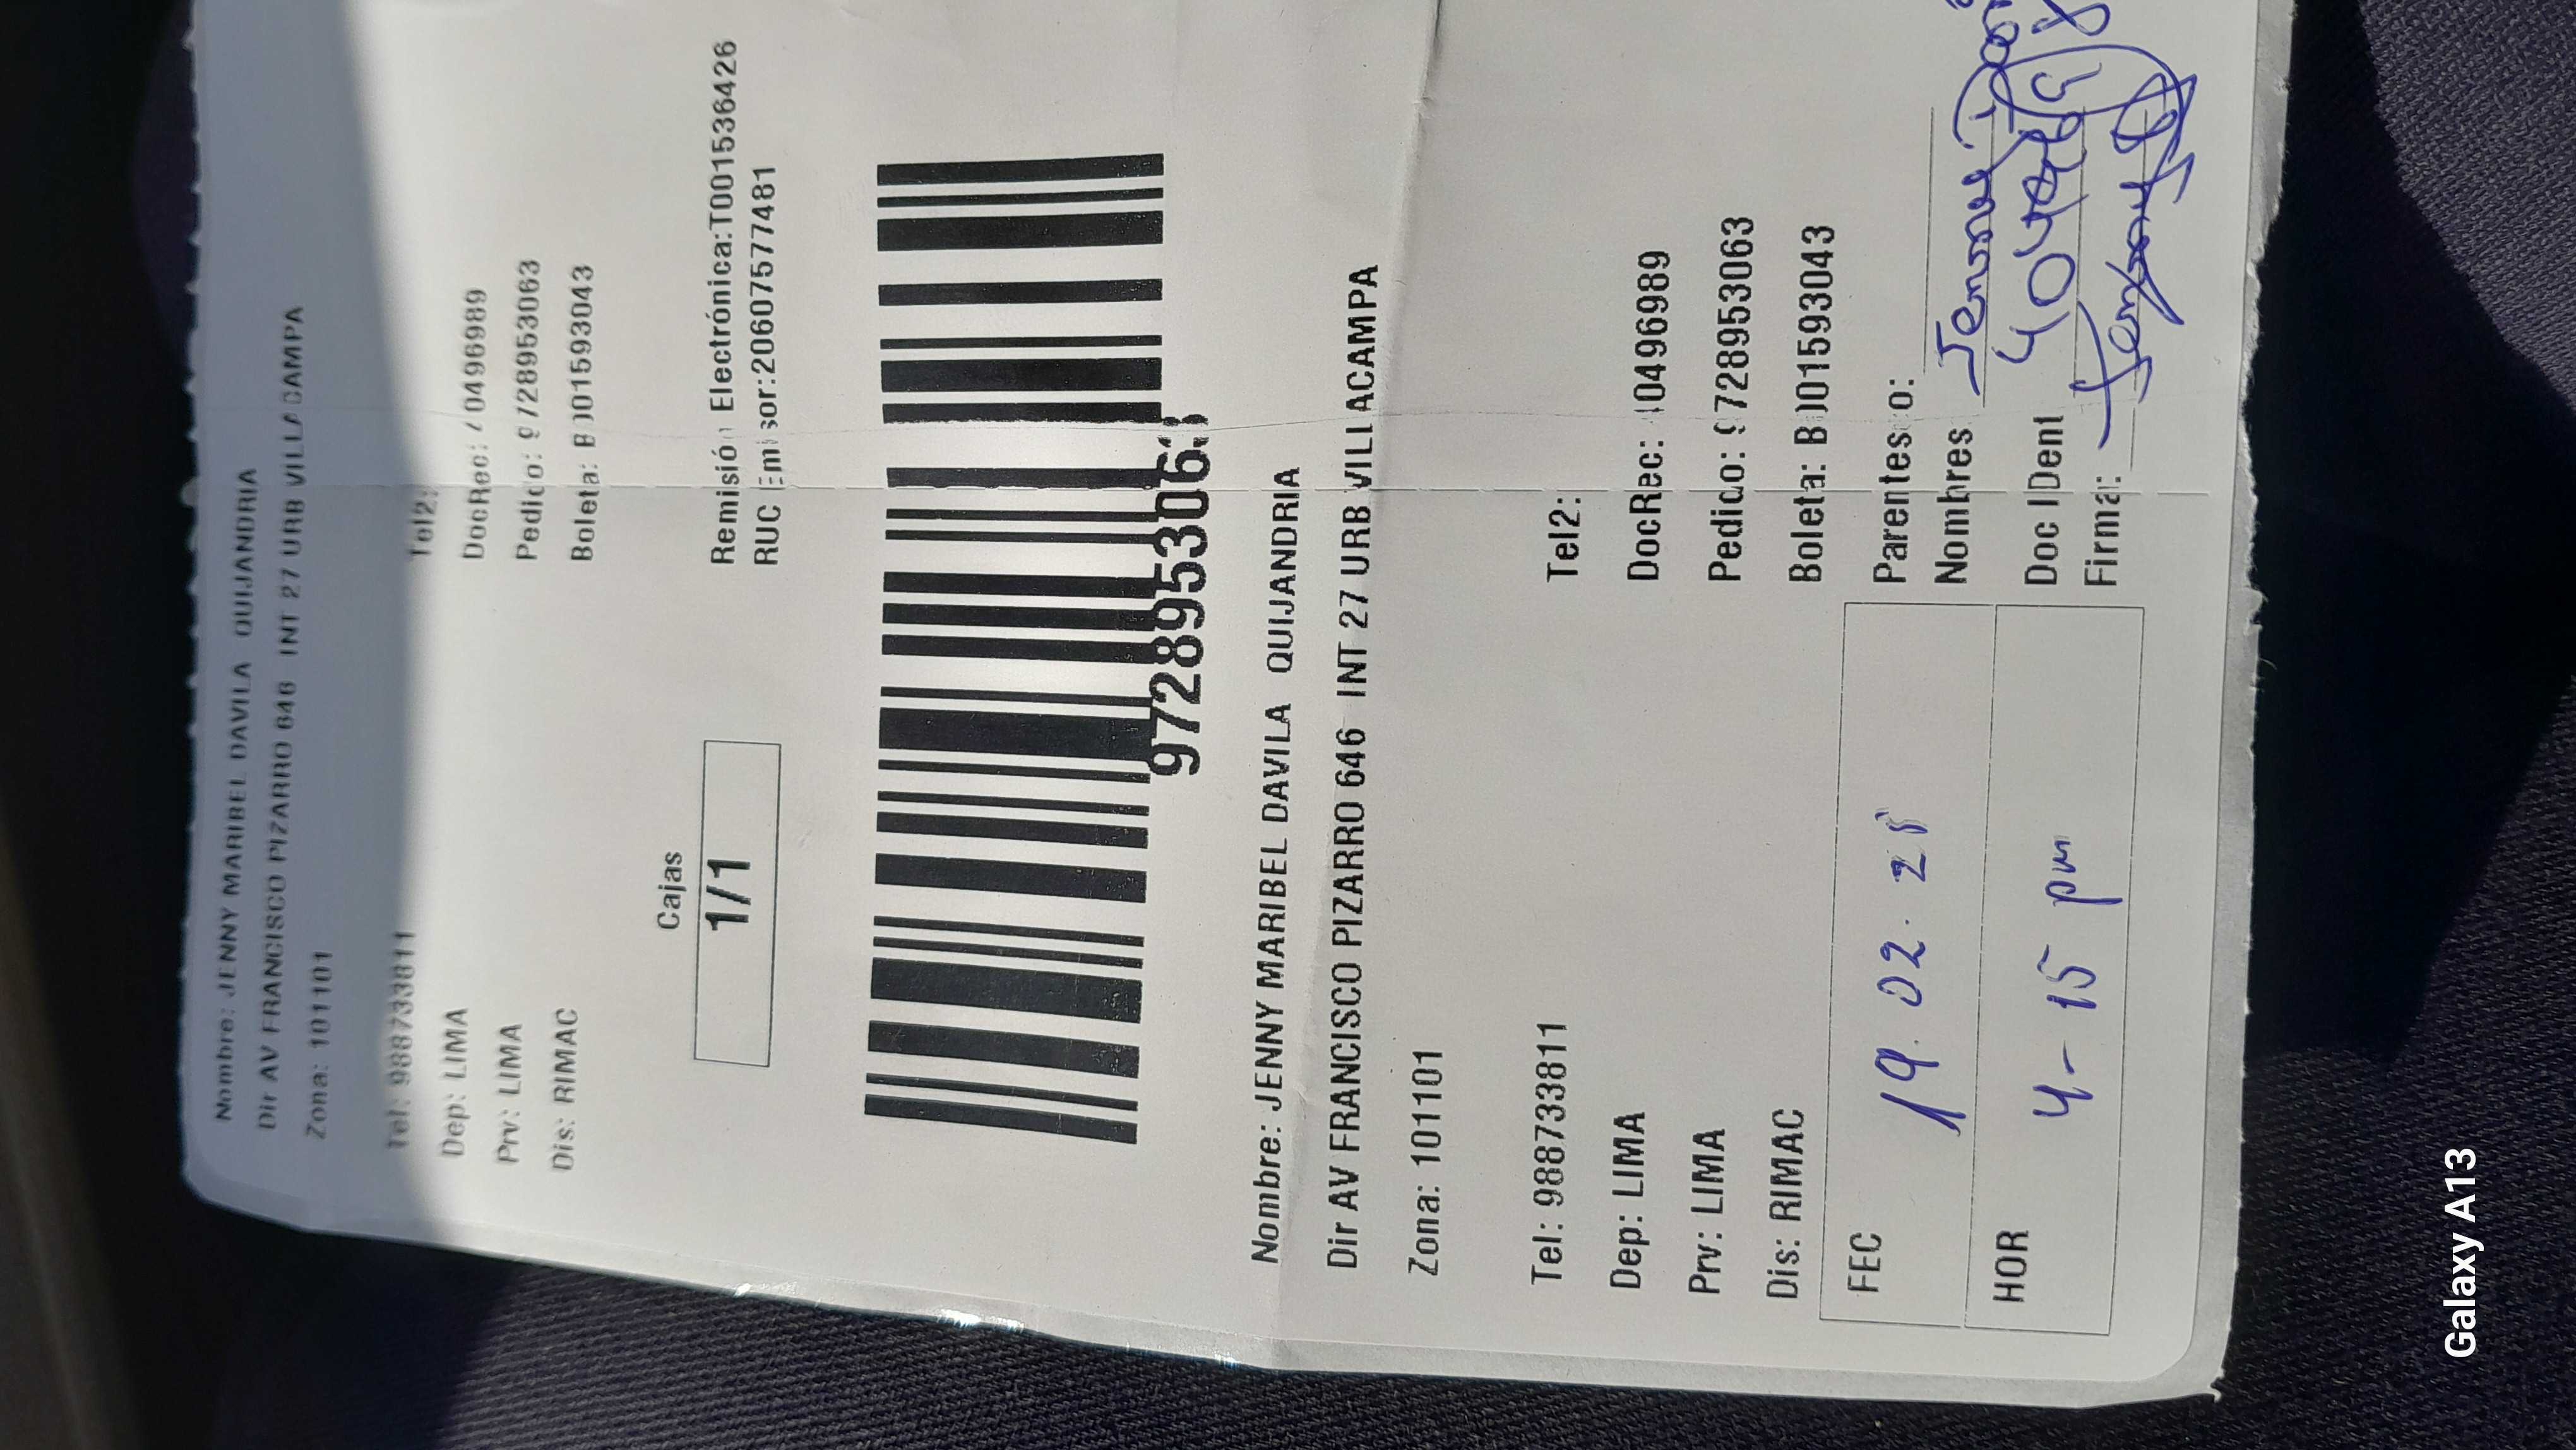 Nombre: JENNY MARIBEL DAVILA QUIJANDRIA
Dir AV FRANCISCO PIZARRO 646 INT 27 URB VILLACAMPA
Zona: 101101
Tel: 988733811 Tel2:
Dep: LIMA DocRec: 40496989
Prv: LIMA Pedido: 9728953063
Dis: RIMAC Boleta: B001593043
Cajas
1/1
Remisión Electrónica:T001536426
RUC Emisor:20607577481
9728953063
Nombre: JENNY MARIBEL DAVILA QUIJANDRIA
Dir AV FRANCISCO PIZARRO 646 INT 27 URB VILLACAMPA
Zona: 101101
Tel: 988733811 Tel2:
Dep: LIMA DocRec: 40496989
Prv: LIMA Pedido: 9728953063
Dis: RIMAC Boleta: B001593043
FEC 19.02.25 Parentesco:
Nombres
HOR 4-15 pm Doc IDent
Firma:
Galaxy A13